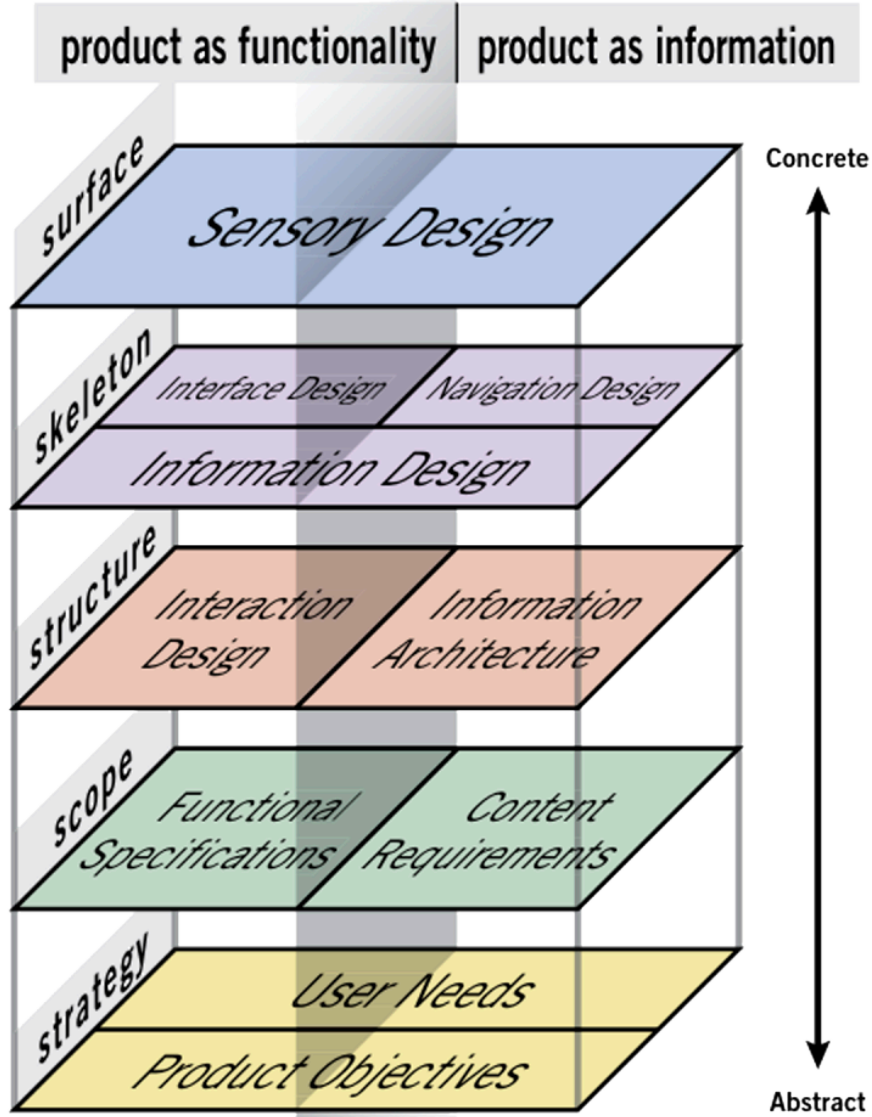 product as functionality
product as information
Concrete
surface
Sensory Design
skeleton
Interface Design
Navigation Design
Information Design
structure
Interaction
Design
Information
Architecture
scope
Functional
Specifications
Content
Requirements
strategy
User Needs
Product Objectives
Abstract